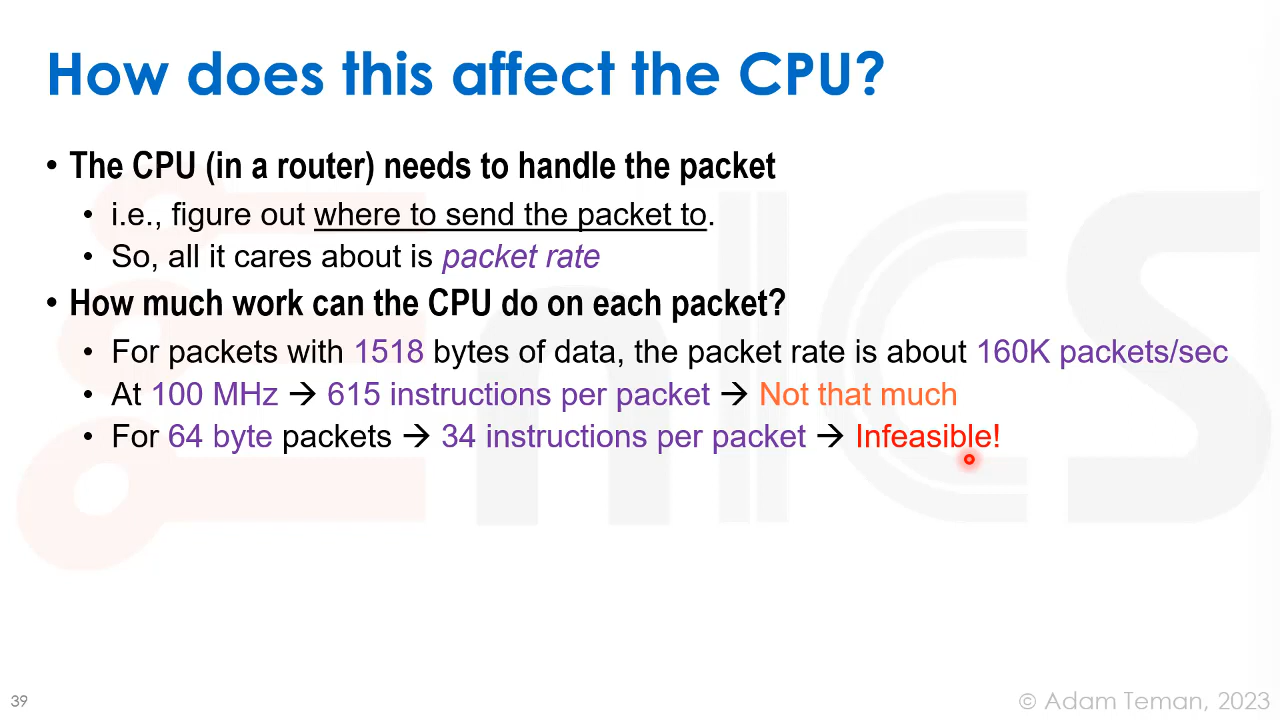 How does this affect the CPU?
• The CPU (in a router) needs to handle the packet
• i.e., figure out where to send the packet to.
• So, all it cares about is packet rate
• How much work can the CPU do on each packet?
• For packets with 1518 bytes of data, the packet rate is about 160K packets/sec
• At 100 MHz → 615 instructions per packet → Not that much
• For 64 byte packets → 34 instructions per packet → Infeasible!
39
© Adam Teman, 2023